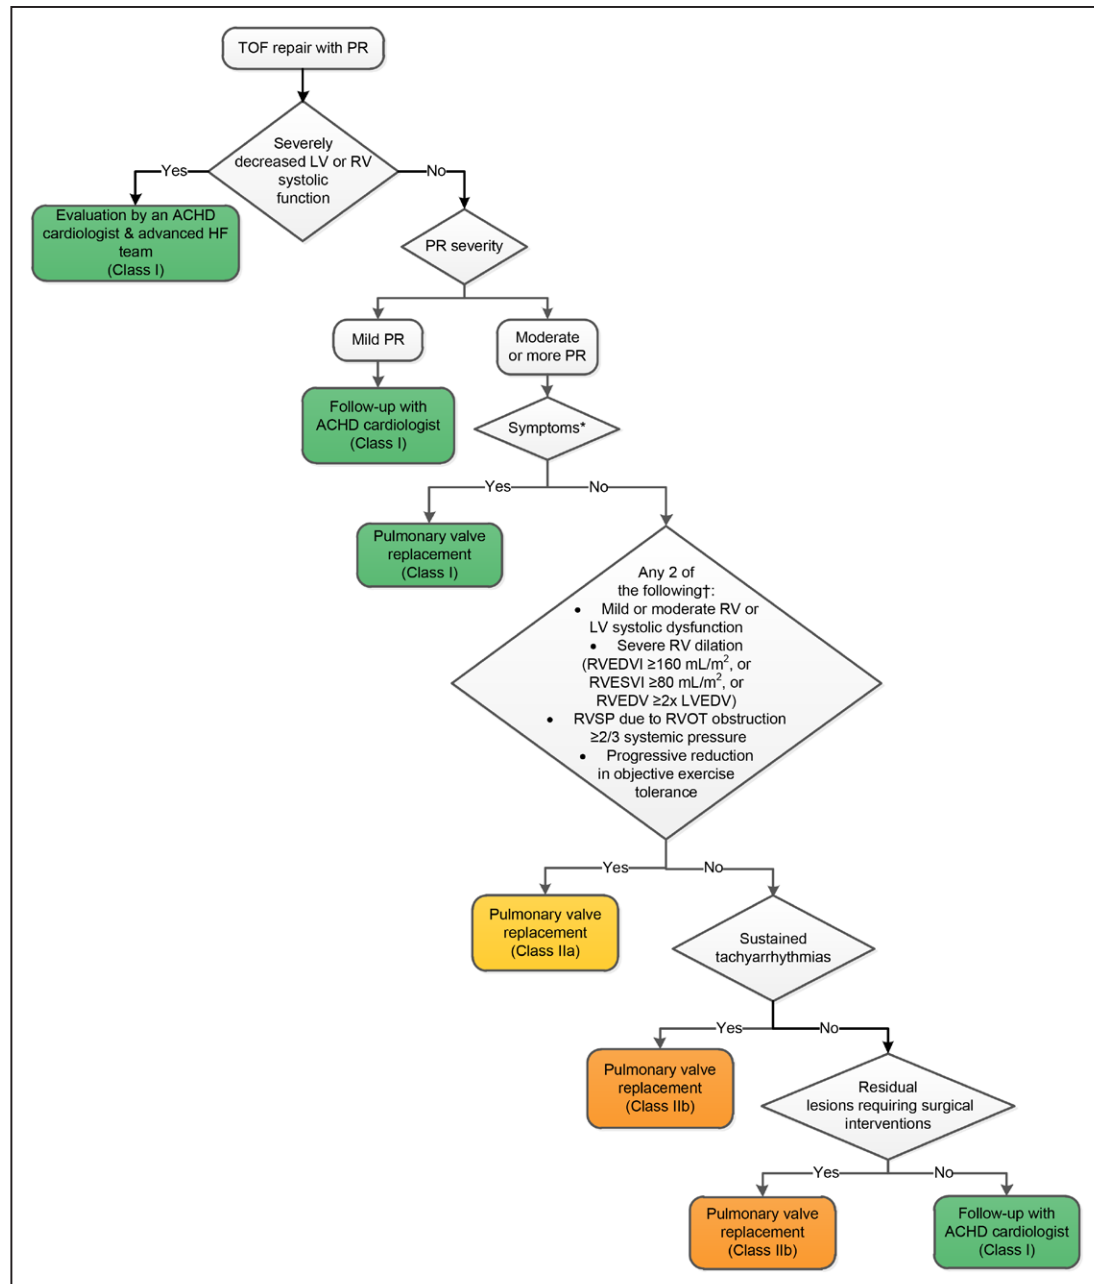 TOF repair with PR
Severely
decreased LV or RV
systolic
function
Yes
No
Evaluation by an ACHD
cardiologist & advanced HF
team
(Class I)
PR severity
Mild PR
Moderate
or more PR
Follow-up with
ACHD cardiologist
(Class I)
Symptoms*
Yes
No
Pulmonary valve
replacement
(Class I)
Any 2 of
the following†:
• Mild or moderate RV or
LV systolic dysfunction
• Severe RV dilation
(RVEDVI ≥160 mL/m², or
RVESVI ≥80 mL/m², or
RVEDV ≥2x LVEDV)
• RVSP due to RVOT obstruction
≥2/3 systemic pressure
• Progressive reduction
in objective exercise
tolerance
Yes
No
Pulmonary valve
replacement
(Class IIa)
Sustained
tachyarrhythmias
Yes
No
Pulmonary valve
replacement
(Class IIb)
Residual
lesions requiring surgical
interventions
Yes
No
Pulmonary valve
replacement
(Class IIb)
Follow-up with
ACHD cardiologist
(Class I)